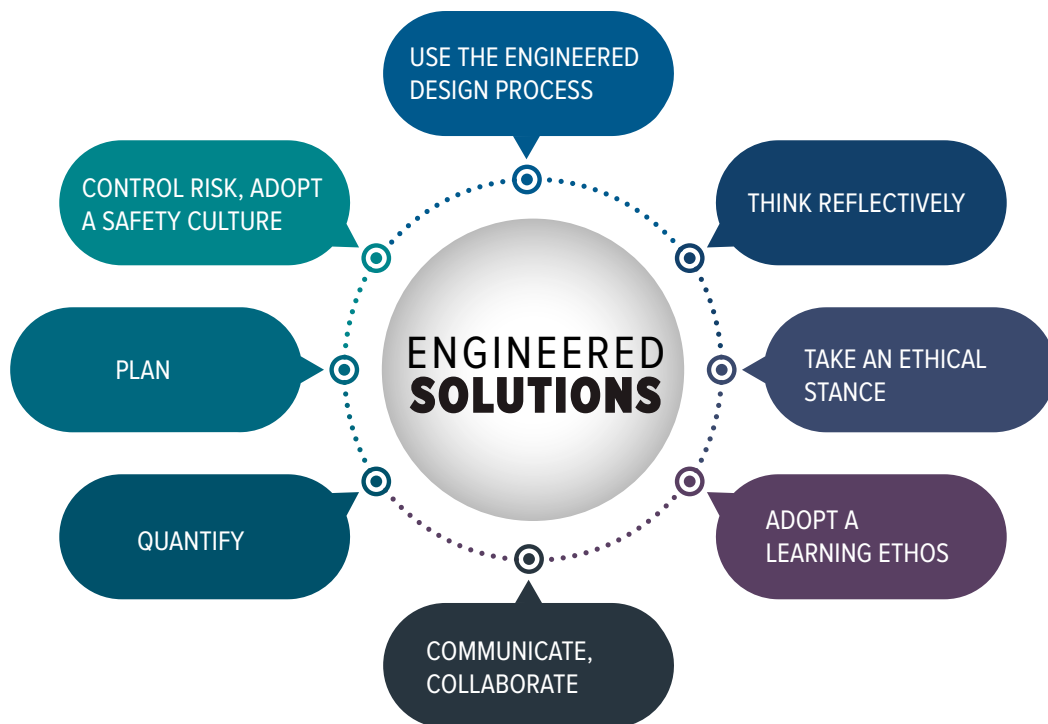 USE THE ENGINEERED
DESIGN PROCESS
THINK REFLECTIVELY
TAKE AN ETHICAL
STANCE
ADOPT A
LEARNING ETHOS
COMMUNICATE,
COLLABORATE
QUANTIFY
PLAN
CONTROL RISK, ADOPT
A SAFETY CULTURE
ENGINEERED
SOLUTIONS